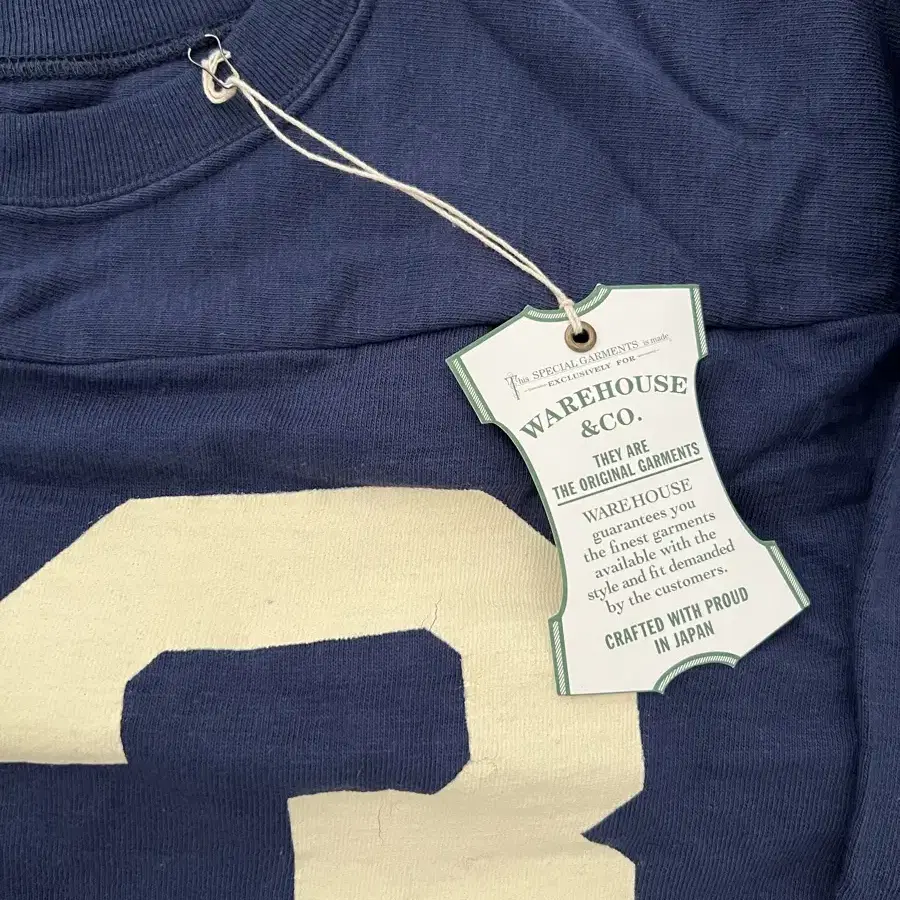 This SPECIAL GARMENTS is made
EXCLUSIVELY FOR
WAREHOUSE
&CO.
THEY ARE
THE ORIGINAL GARMENTS
WAREHOUSE
guarantees you
the finest garments
available with the
style and fit demanded
by the customers.
CRAFTED WITH PROUD
IN JAPAN